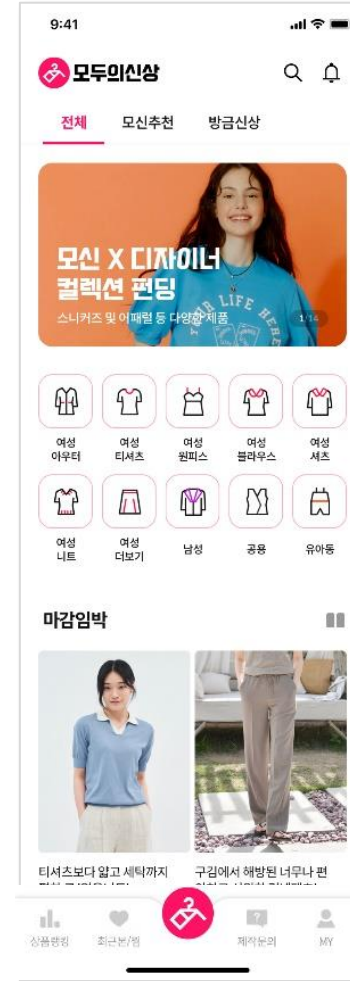 9:41
모두의신상
전체 모신추천 방금신상
모신 X 디자이너
컬렉션 펀딩
스니커즈 및 어패럴 등 다양한 제품
1/14
YOUR LIFE HERE
여성 여성 여성 여성 여성
아우터 티셔츠 원피스 블라우스 셔츠
여성 여성 남성 공용 유아동
니트 더보기
마감임박
티셔츠보다 얇고 세탁까지
구김에서 해방된 너무나 편
상품랭킹 최근본/찜 제작문의 MY